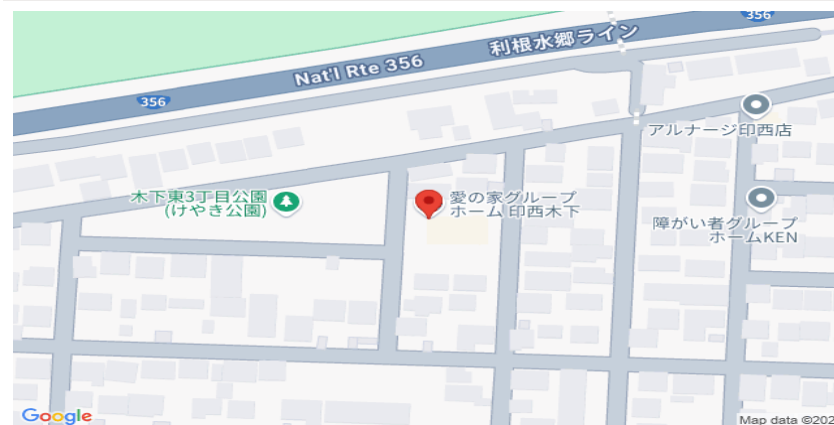 356
利根水郷ライン
Nat'l Rte 356
356
アルナージ印西店
木下東3丁目公園
(けやき公園)
愛の家グループ
ホーム 印西木下
障がい者グループ
ホームKEN
Google
Map data ©202